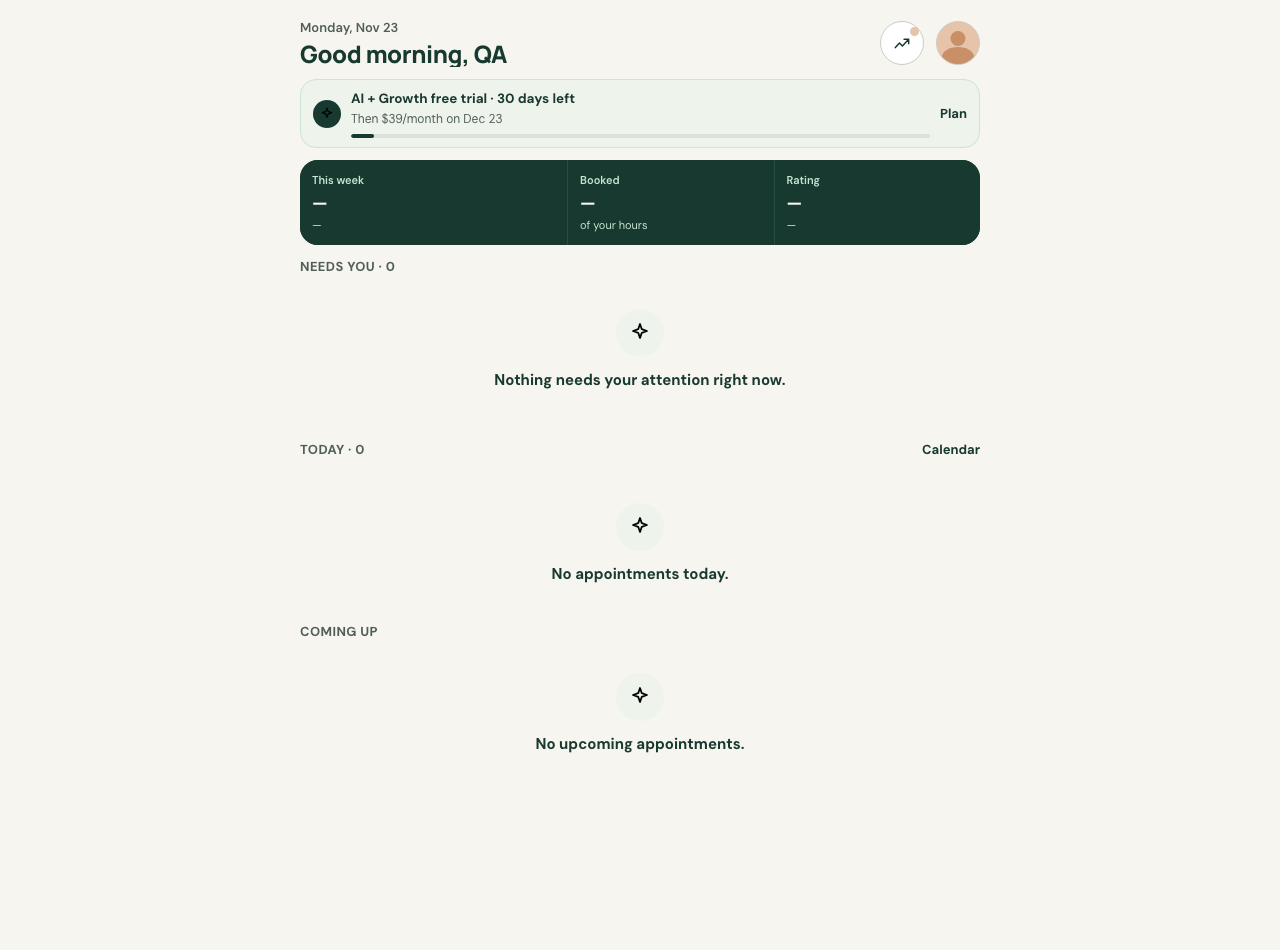 Monday, Nov 23
Good morning, QA
AI + Growth free trial · 30 days left
Then $39/month on Dec 23
Plan
This week
—
—
Booked
—
of your hours
Rating
—
—
NEEDS YOU · 0
Nothing needs your attention right now.
TODAY · 0
Calendar
No appointments today.
COMING UP
No upcoming appointments.